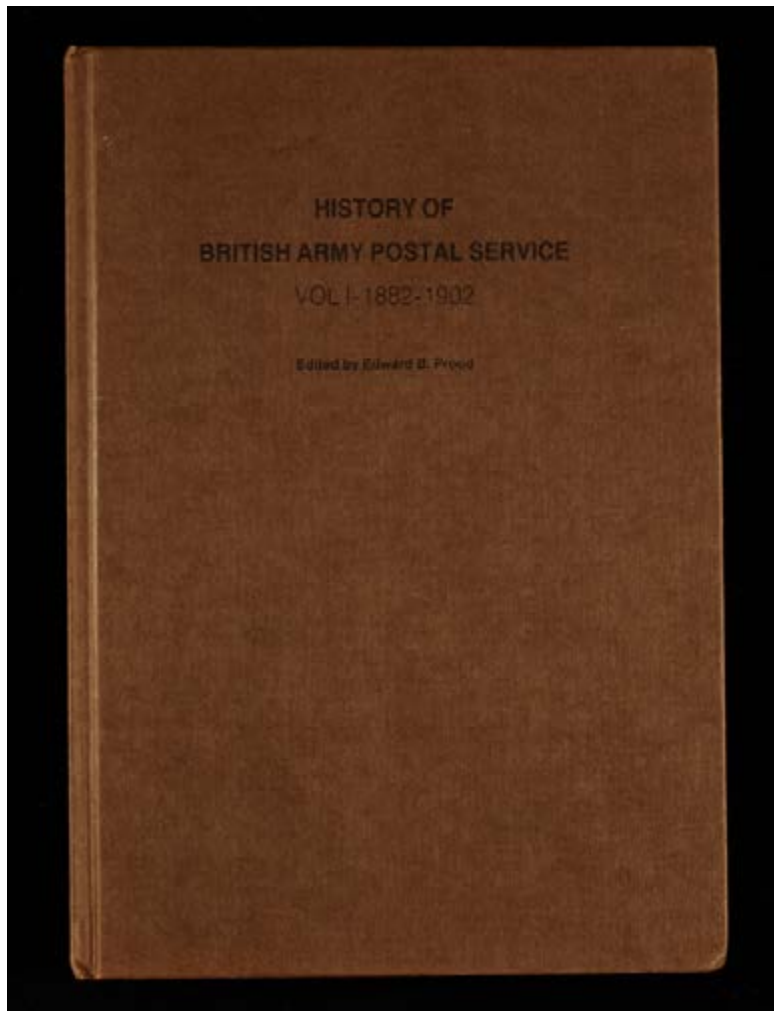 HISTORY OF
BRITISH ARMY POSTAL SERVICE
VOL I-1882-1902
Edited by Edward B. Proud